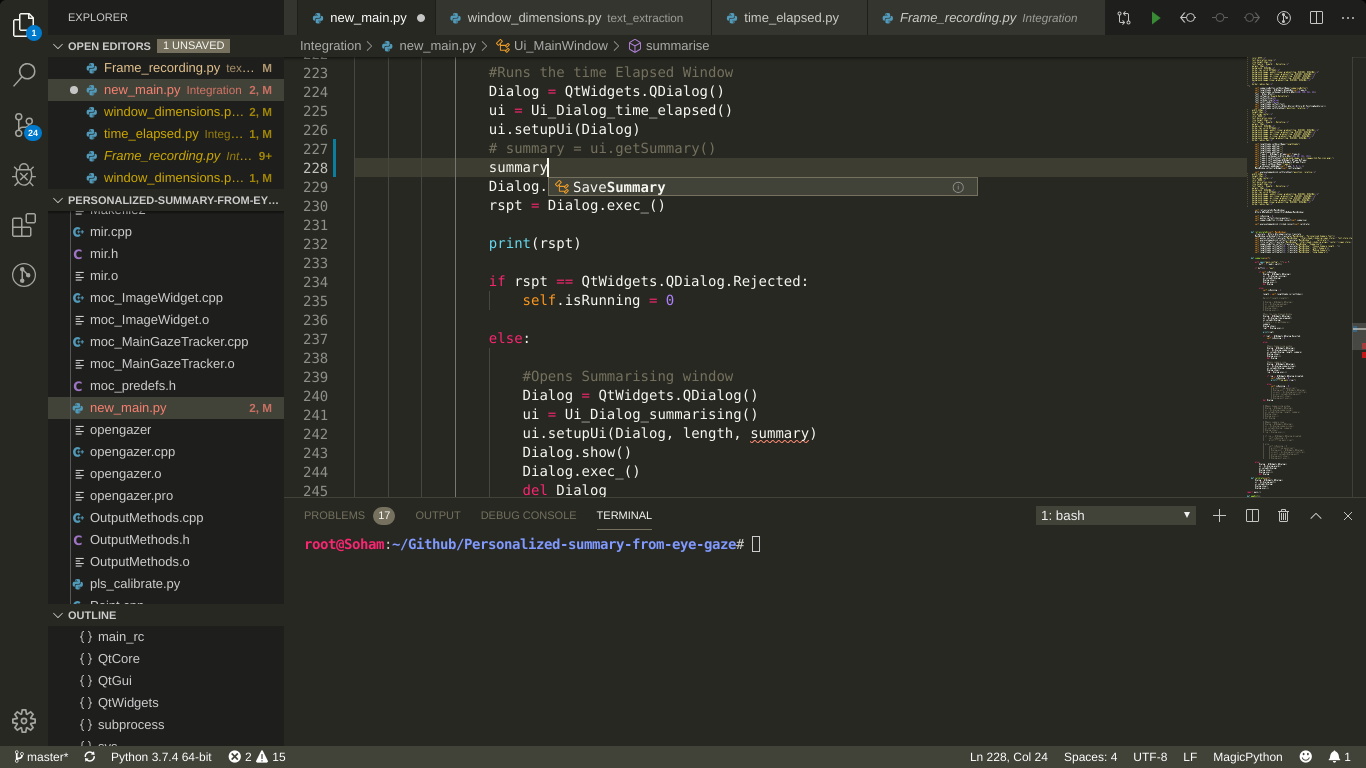 EXPLORER
new_main.py
window_dimensions.py text_extraction
time_elapsed.py
Frame_recording.py Integration
1
OPEN EDITORS 1 UNSAVED
Frame_recording.py tex... M
new_main.py Integration 2, M
window_dimensions.p... 2, M
24
time_elapsed.py Integ... 1, M
Frame_recording.py Int... 9+
window_dimensions.p... 1, M
PERSONALIZED-SUMMARY-FROM-EY...
mir.cpp
mir.h
mir.o
moc_ImageWidget.cpp
moc_ImageWidget.o
moc_MainGazeTracker.cpp
moc_MainGazeTracker.o
moc_predefs.h
new_main.py 2, M
opengazer
opengazer.cpp
opengazer.o
opengazer.pro
OutputMethods.cpp
OutputMethods.h
OutputMethods.o
pls_calibrate.py
OUTLINE
{ } main_rc
{ } QtCore
{ } QtGui
{ } QtWidgets
{ } subprocess
Integration > new_main.py > Ui_MainWindow > summarise
223 #Runs the time Elapsed Window
224 Dialog = QtWidgets.QDialog()
225 ui = Ui_Dialog_time_elapsed()
226 ui.setupUi(Dialog)
227 # summary = ui.getSummary()
228 summary
229 Dialog.
SaveSummary
230 rspt = Dialog.exec_()
231
232 print(rspt)
233
234 if rspt == QtWidgets.QDialog.Rejected:
235 self.isRunning = 0
236
237 else:
238
239 #Opens Summarising window
240 Dialog = QtWidgets.QDialog()
241 ui = Ui_Dialog_summarising()
242 ui.setupUi(Dialog, length, summary)
243 Dialog.show()
244 Dialog.exec_()
245 del Dialog
PROBLEMS 17 OUTPUT DEBUG CONSOLE TERMINAL 1: bash
root@Soham:~/Github/Personalized-summary-from-eye-gaze#
master* Python 3.7.4 64-bit 2 15 Ln 228, Col 24 Spaces: 4 UTF-8 LF MagicPython 1